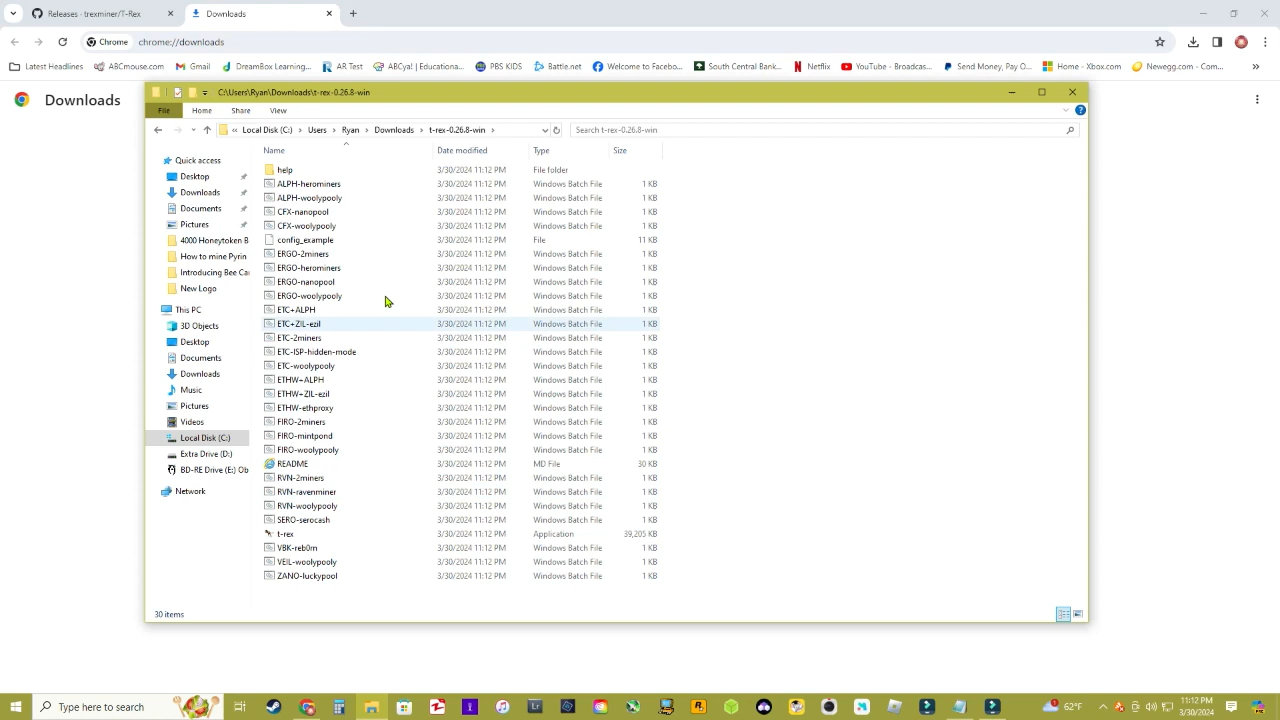 Releases - trexminer/T-Rex
Downloads
Chrome
chrome://downloads
Latest Headlines
ABCmouse.com
Gmail
DreamBox Learning...
AR Test
ABCya! | Educationa...
PBS KIDS
Battle.net
Welcome to Facebo...
South Central Bank...
Netflix
YouTube - Broadcas...
Send Money, Pay O...
Home - Xbox.com
Newegg.com - Com...
Downloads
C:\Users\Ryan\Downloads\t-rex-0.26.8-win
File
Home
Share
View
Local Disk (C:)
Users
Ryan
Downloads
t-rex-0.26.8-win
Search t-rex-0.26.8-win
Name
Date modified
Type
Size
Quick access
Desktop
Downloads
Documents
Pictures
4000 Honeytoken B
How to mine Pyrin
Introducing Bee Car
New Logo
This PC
3D Objects
Desktop
Documents
Downloads
Music
Pictures
Videos
Local Disk (C:)
Extra Drive (D:)
BD-RE Drive (E:) Ob
Network
help 3/30/2024 11:12 PM File folder
ALPH-herominers 3/30/2024 11:12 PM Windows Batch File 1 KB
ALPH-woolypooly 3/30/2024 11:12 PM Windows Batch File 1 KB
CFX-nanopool 3/30/2024 11:12 PM Windows Batch File 1 KB
CFX-woolypooly 3/30/2024 11:12 PM Windows Batch File 1 KB
config_example 3/30/2024 11:12 PM File 11 KB
ERGO-2miners 3/30/2024 11:12 PM Windows Batch File 1 KB
ERGO-herominers 3/30/2024 11:12 PM Windows Batch File 1 KB
ERGO-nanopool 3/30/2024 11:12 PM Windows Batch File 1 KB
ERGO-woolypooly 3/30/2024 11:12 PM Windows Batch File 1 KB
ETC+ALPH 3/30/2024 11:12 PM Windows Batch File 1 KB
ETC+ZIL-ezil 3/30/2024 11:12 PM Windows Batch File 1 KB
ETC-2miners 3/30/2024 11:12 PM Windows Batch File 1 KB
ETC-ISP-hidden-mode 3/30/2024 11:12 PM Windows Batch File 1 KB
ETC-woolypooly 3/30/2024 11:12 PM Windows Batch File 1 KB
ETHW+ALPH 3/30/2024 11:12 PM Windows Batch File 1 KB
ETHW+ZIL-ezil 3/30/2024 11:12 PM Windows Batch File 1 KB
ETHW-ethproxy 3/30/2024 11:12 PM Windows Batch File 1 KB
FIRO-2miners 3/30/2024 11:12 PM Windows Batch File 1 KB
FIRO-mintpond 3/30/2024 11:12 PM Windows Batch File 1 KB
FIRO-woolypooly 3/30/2024 11:12 PM Windows Batch File 1 KB
README 3/30/2024 11:12 PM MD File 30 KB
RVN-2miners 3/30/2024 11:12 PM Windows Batch File 1 KB
RVN-ravenminer 3/30/2024 11:12 PM Windows Batch File 1 KB
RVN-woolypooly 3/30/2024 11:12 PM Windows Batch File 1 KB
SERO-serocash 3/30/2024 11:12 PM Windows Batch File 1 KB
t-rex 3/30/2024 11:12 PM Application 39,205 KB
VBK-reb0m 3/30/2024 11:12 PM Windows Batch File 1 KB
VEIL-woolypooly 3/30/2024 11:12 PM Windows Batch File 1 KB
ZANO-luckypool 3/30/2024 11:12 PM Windows Batch File 1 KB
30 items
Type here to search
Lr
62°F
11:12 PM
3/30/2024